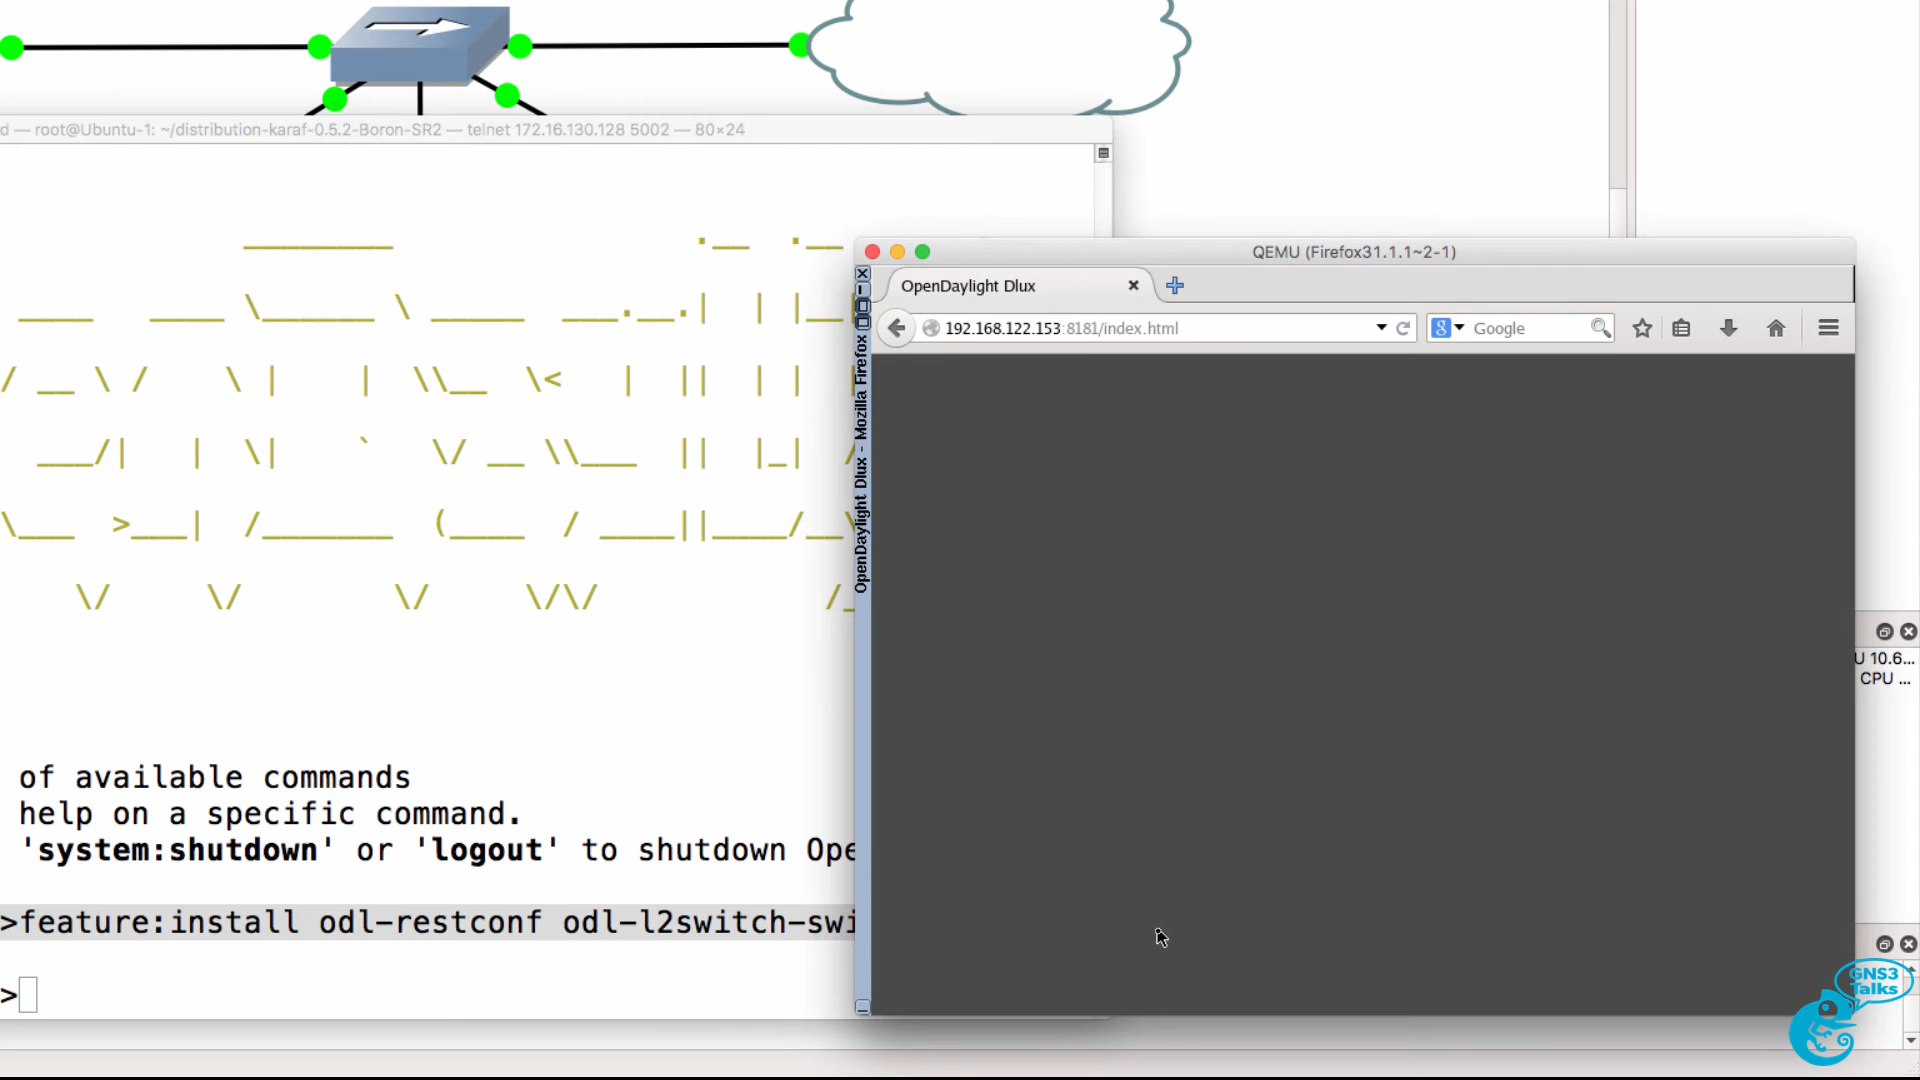 d — root@Ubuntu-1: ~/distribution-karaf-0.5.2-Boron-SR2 — telnet 172.16.130.128 5002 — 80×24
QEMU (Firefox31.1.1~2-1)
OpenDaylight Dlux
192.168.122.153:8181/index.html
Google
OpenDaylight Dlux - Mozilla Firefox
U 10.6...
CPU ...
of available commands
help on a specific command.
'system:shutdown' or 'logout' to shutdown Ope
>feature:install odl-restconf odl-l2switch-swi
>
GNS3
Talks